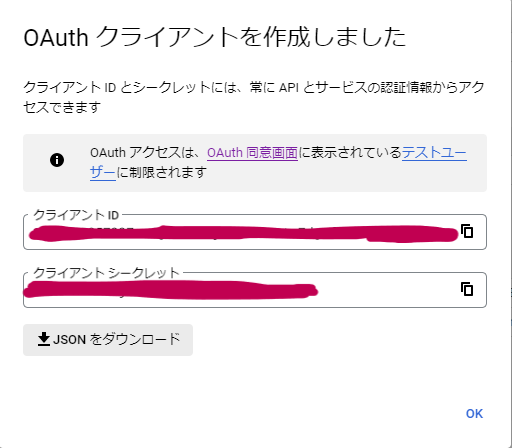 OAuth クライアントを作成しました
クライアント ID とシークレットには、常に API とサービスの認証情報からアク
セスできます
OAuth アクセスは、OAuth 同意画面に表示されているテストユー
ザーに制限されます
クライアント ID
クライアント シークレット
JSON をダウンロード
OK